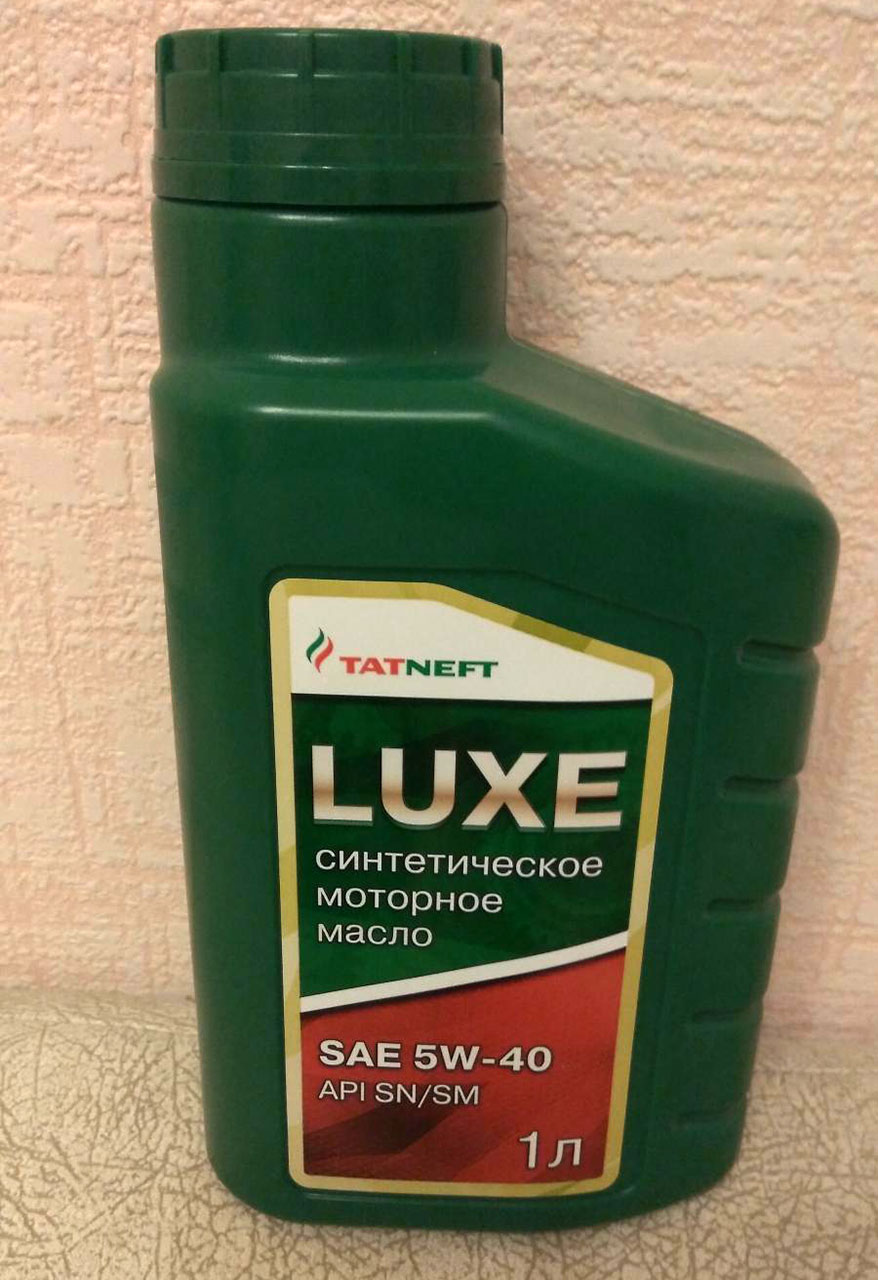 TATNEFT
LUXE
синтетическое
моторное
масло
SAE 5W-40
API SN/SM
1л